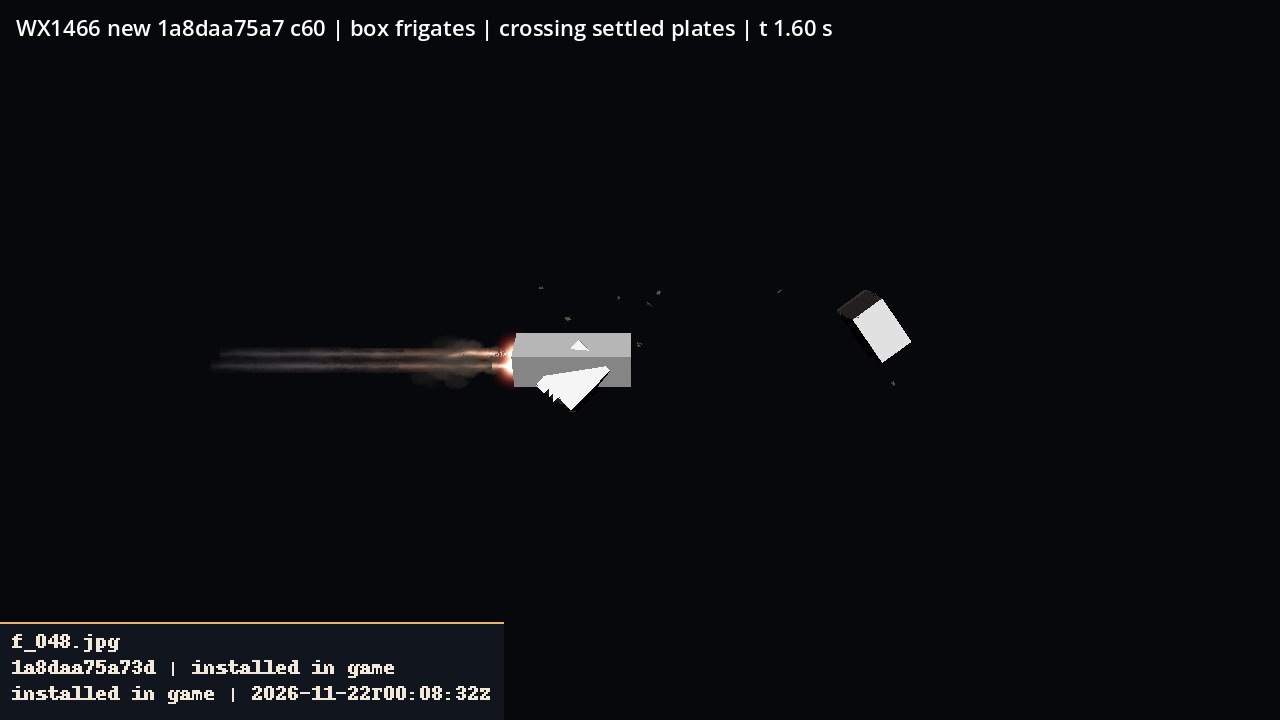 WX1466 new 1a8daa75a7 c60 | box frigates | crossing settled plates | t 1.60 s
f_048.jpg
1a8daa75a73d | installed in game
installed in game | 2026-11-22T00:08:32Z